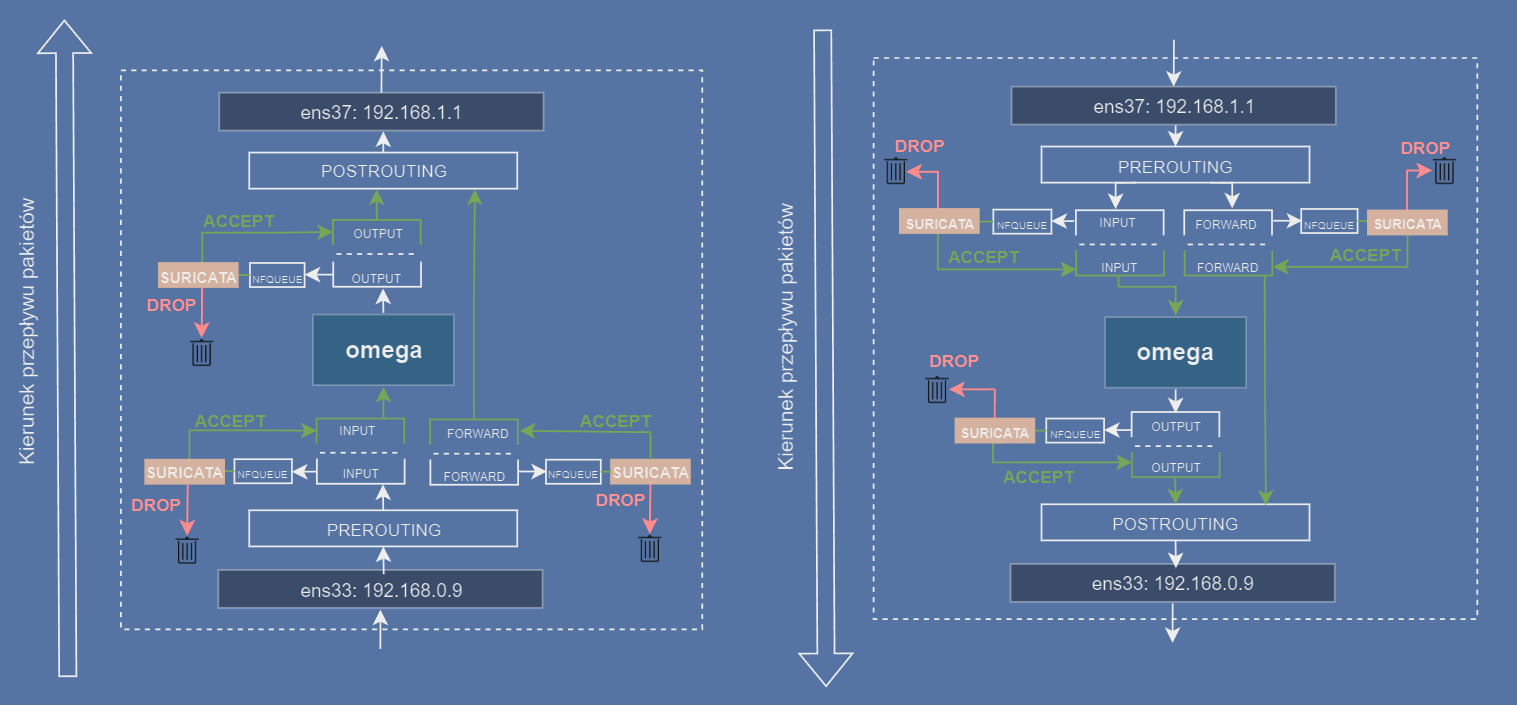 Kierunek przepływu pakietów
ens37: 192.168.1.1
POSTROUTING
ACCEPT
OUTPUT
SURICATA
NFQUEUE
OUTPUT
DROP
omega
ACCEPT
INPUT
FORWARD
ACCEPT
SURICATA
NFQUEUE
INPUT
FORWARD
NFQUEUE
SURICATA
DROP
DROP
PREROUTING
ens33: 192.168.0.9
Kierunek przepływu pakietów
ens37: 192.168.1.1
DROP
DROP
PREROUTING
SURICATA
NFQUEUE
INPUT
FORWARD
NFQUEUE
SURICATA
ACCEPT
INPUT
FORWARD
ACCEPT
omega
DROP
SURICATA
NFQUEUE
OUTPUT
ACCEPT
OUTPUT
POSTROUTING
ens33: 192.168.0.9